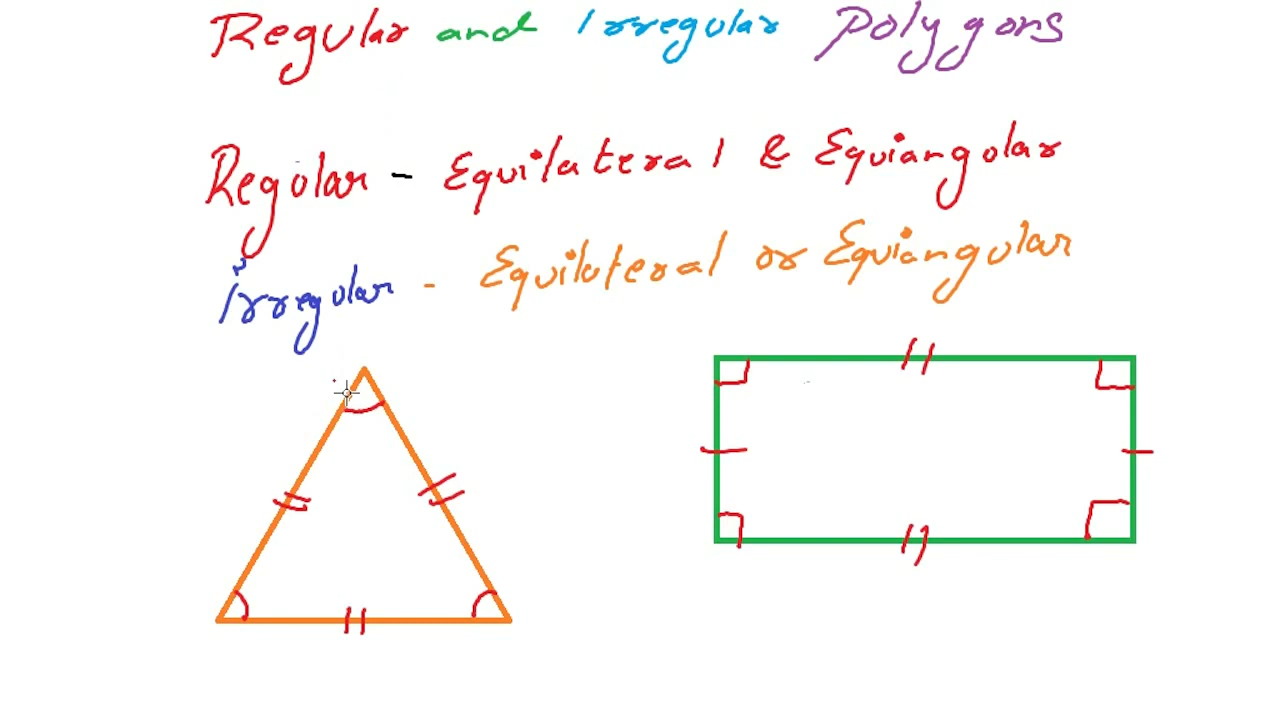 Regular and Irregular Polygons
Regular - Equilateral & Equiangular
Irregular - Equilateral or Equiangular